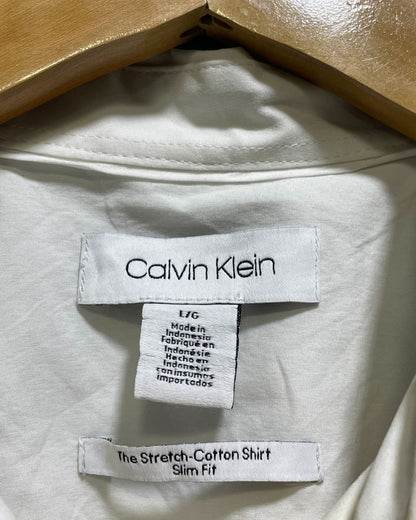 Calvin Klein
L/G
Made in
Indonesia
Fabriqué en
Indonésie
Hecho en
Indonesia
con insumos
importados
The Stretch-Cotton Shirt
Slim Fit